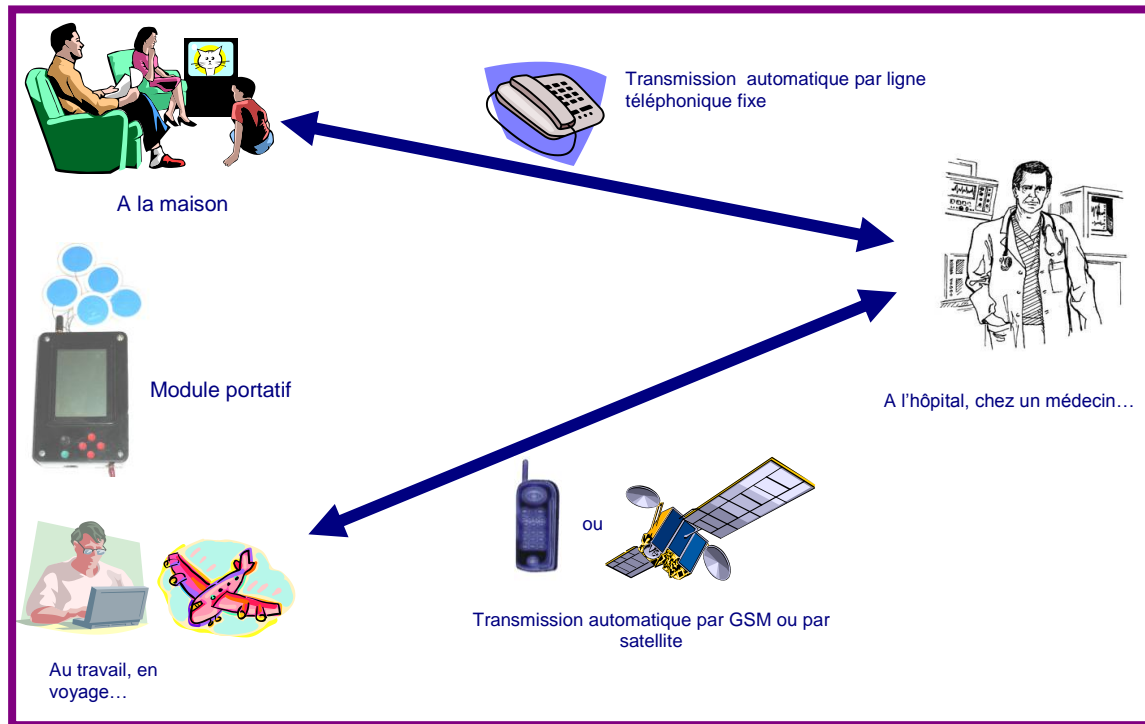 Transmission automatique par ligne
téléphonique fixe
A la maison
Module portatif
A l'hôpital, chez un médecin…
ou
Transmission automatique par GSM ou par
satellite
Au travail, en
voyage…